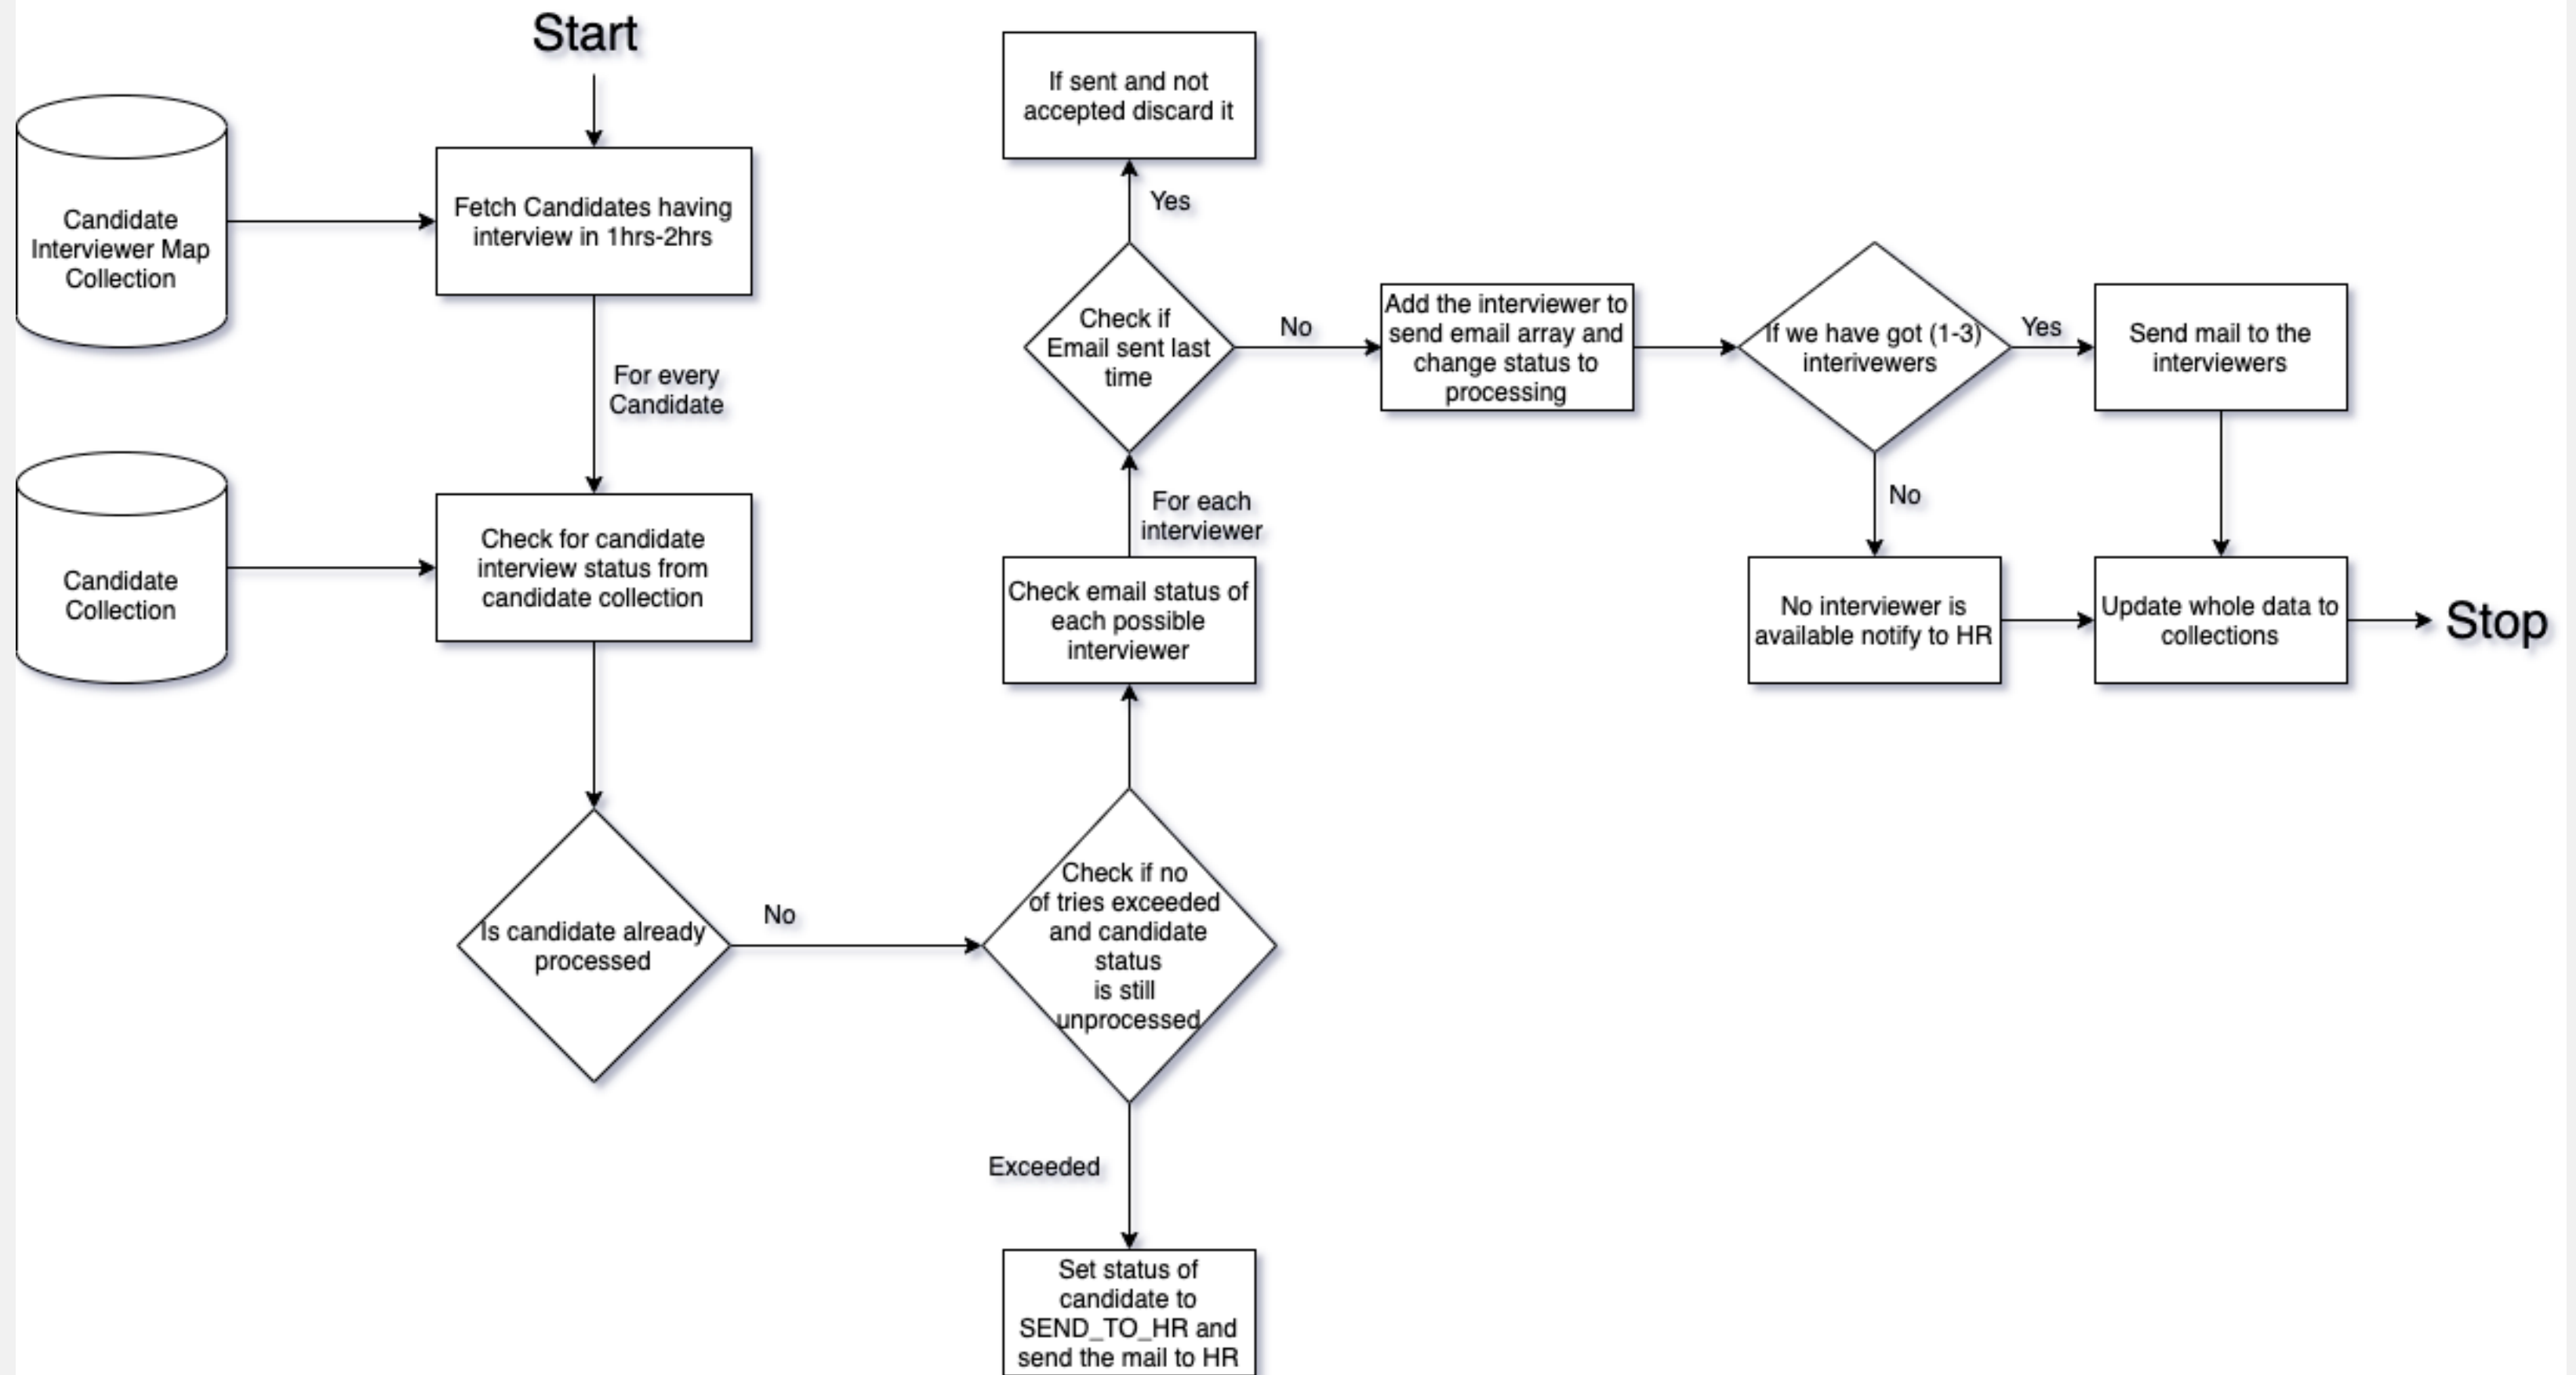 Start
Candidate
Interviewer Map
Collection
Fetch Candidates having
interview in 1hrs-2hrs
For every
Candidate
Candidate
Collection
Check for candidate
interview status from
candidate collection
Is candidate already
processed
No
Check if no
of tries exceeded
and candidate
status
is still
unprocessed
Exceeded
Set status of
candidate to
SEND_TO_HR and
send the mail to HR
Check email status of
each possible
interviewer
For each
interviewer
Check if
Email sent last
time
Yes
If sent and not
accepted discard it
No
Add the interviewer to
send email array and
change status to
processing
If we have got (1-3)
interivewers
Yes
Send mail to the
interviewers
No
No interviewer is
available notify to HR
Update whole data to
collections
Stop